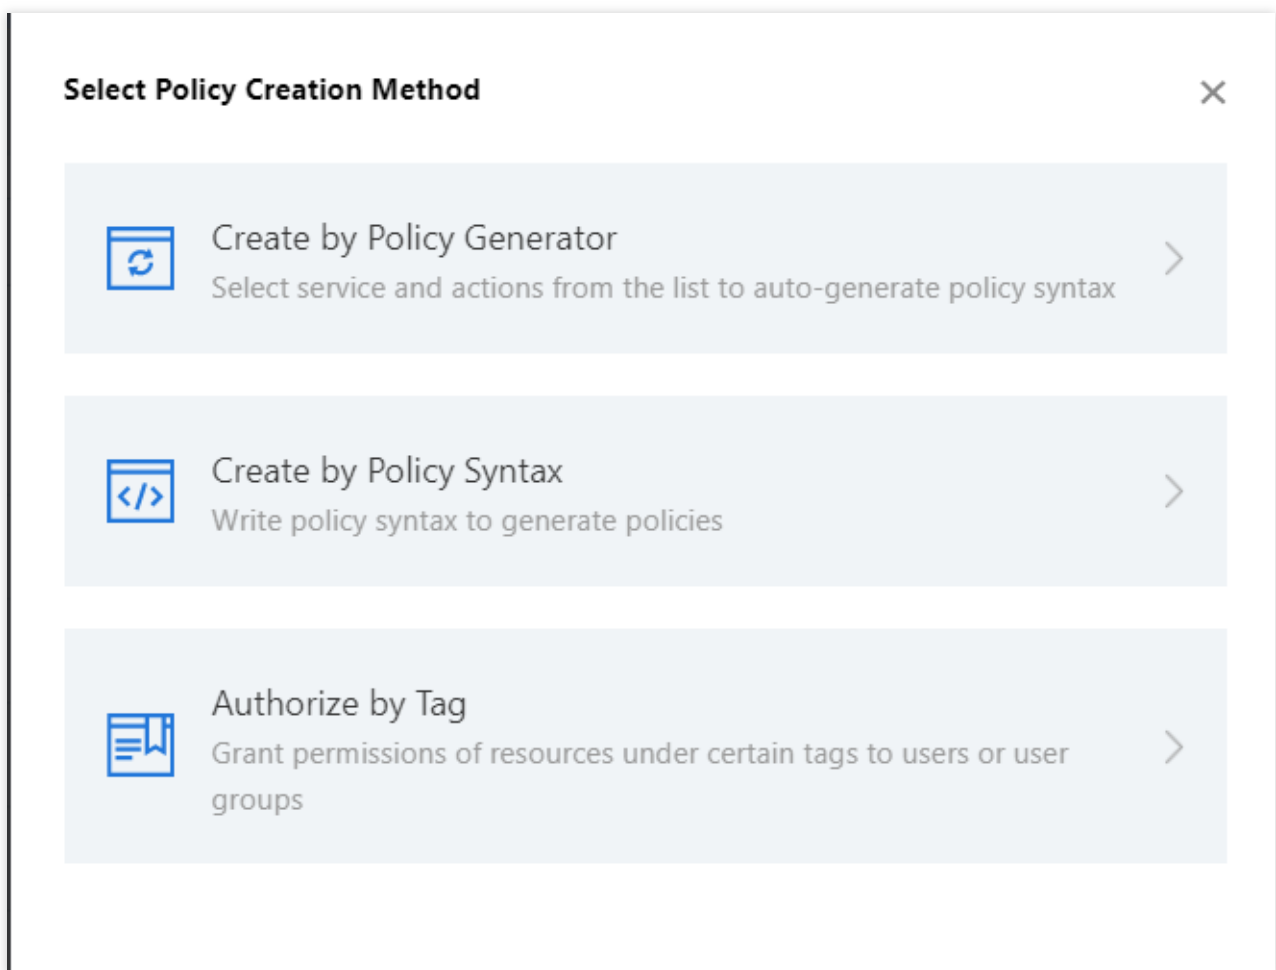 Select Policy Creation Method
Create by Policy Generator
Select service and actions from the list to auto-generate policy syntax
Create by Policy Syntax
Write policy syntax to generate policies
Authorize by Tag
Grant permissions of resources under certain tags to users or user
groups